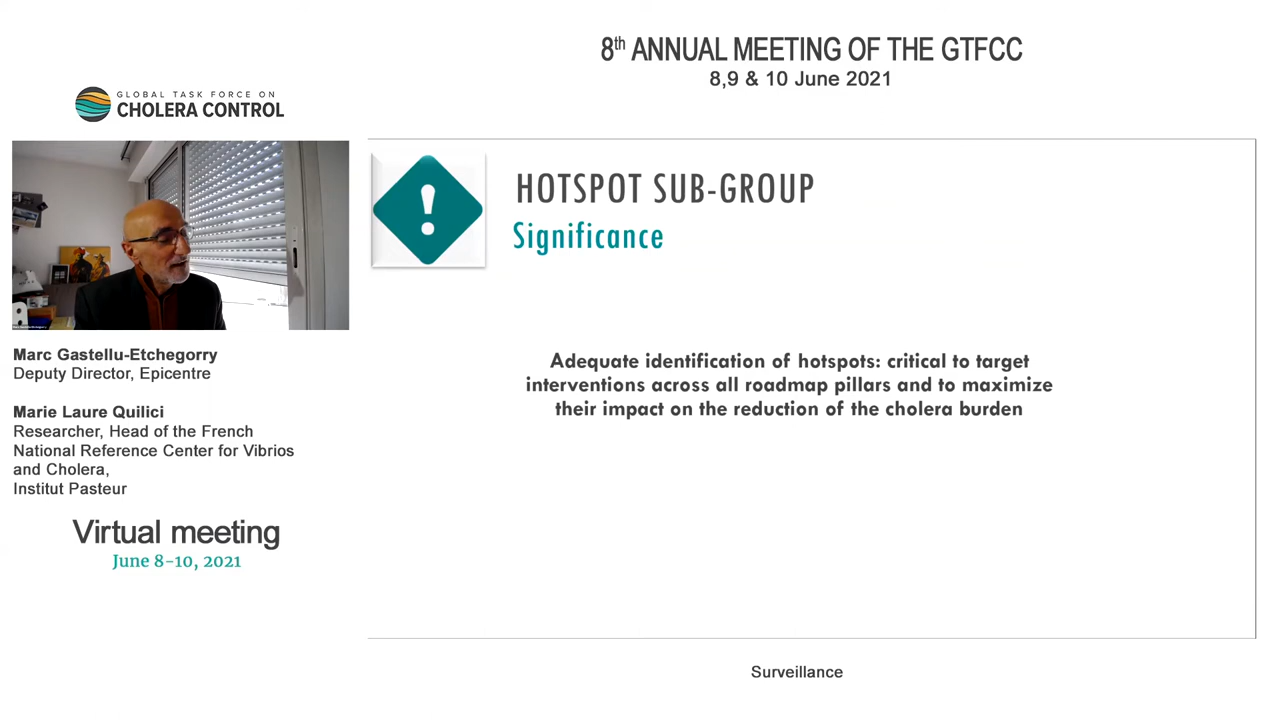 8th ANNUAL MEETING OF THE GTFCC
8,9 & 10 June 2021
GLOBAL TASK FORCE ON
CHOLERA CONTROL
HOTSPOT SUB-GROUP
Significance
Adequate identification of hotspots: critical to target
interventions across all roadmap pillars and to maximize
their impact on the reduction of the cholera burden
Marc Gastellu-Etchegorry
Deputy Director, Epicentre
Marie Laure Quilici
Researcher, Head of the French
National Reference Center for Vibrios
and Cholera,
Institut Pasteur
Virtual meeting
June 8-10, 2021
Surveillance